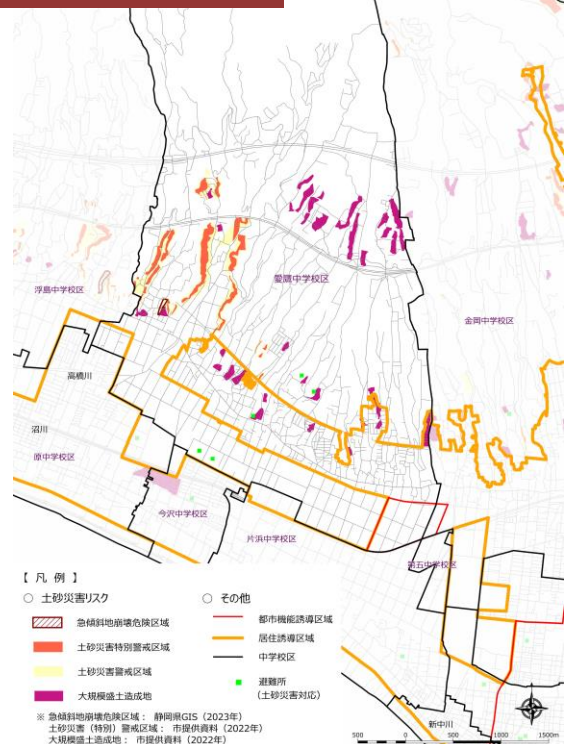 愛鷹中学校区
浮島中学校区
金岡中学校区
高橋川
沼川
原中学校区
今沢中学校区
片浜中学校区
第五中学校区
新中川
【 凡 例 】
○ 土砂災害リスク
急傾斜地崩壊危険区域
土砂災害特別警戒区域
土砂災害警戒区域
大規模盛土造成地
○ その他
都市機能誘導区域
居住誘導区域
中学校区
避難所
(土砂災害対応)
※ 急傾斜地崩壊危険区域： 静岡県GIS（2023年）
土砂災害（特別）警戒区域： 市提供資料（2022年）
大規模盛土造成地： 市提供資料（2022年）
500 0 500 1000 1500m